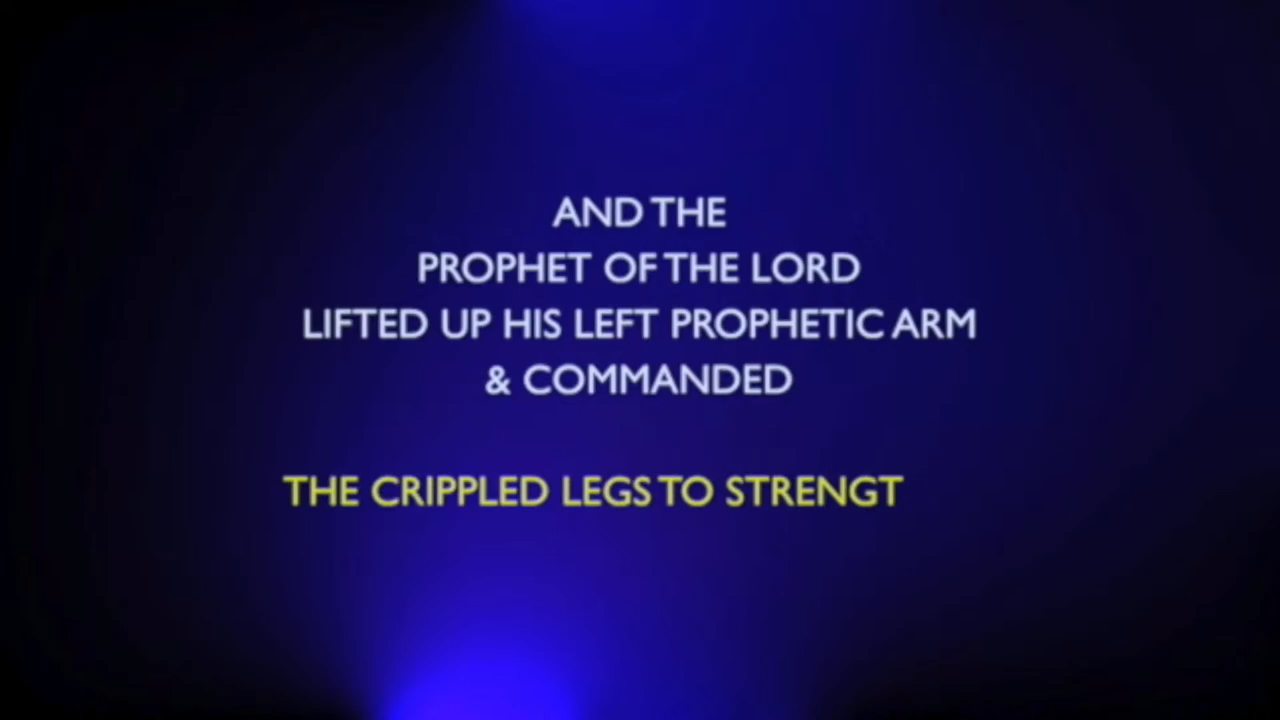 AND THE
PROPHET OF THE LORD
LIFTED UP HIS LEFT PROPHETIC ARM
& COMMANDED
THE CRIPPLED LEGS TO STRENGT